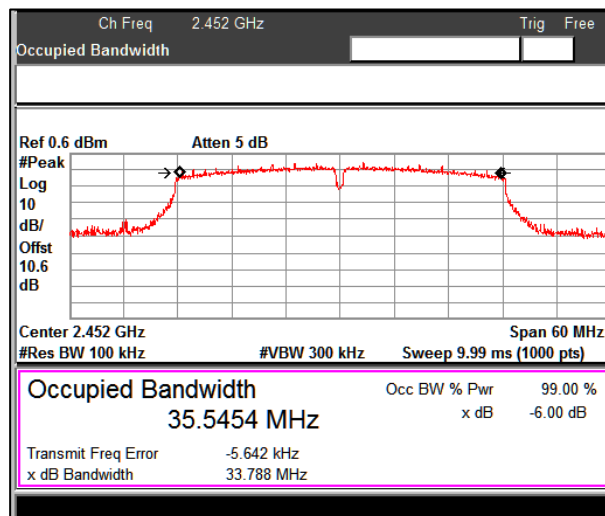 Ch Freq 2.452 GHz Trig Free
Occupied Bandwidth
Ref 0.6 dBm Atten 5 dB
#Peak
Log
10
dB/
Offst
10.6
dB
Center 2.452 GHz Span 60 MHz
#Res BW 100 kHz #VBW 300 kHz Sweep 9.99 ms (1000 pts)
Occupied Bandwidth Occ BW % Pwr 99.00 %
35.5454 MHz x dB -6.00 dB
Transmit Freq Error -5.642 kHz
x dB Bandwidth 33.788 MHz